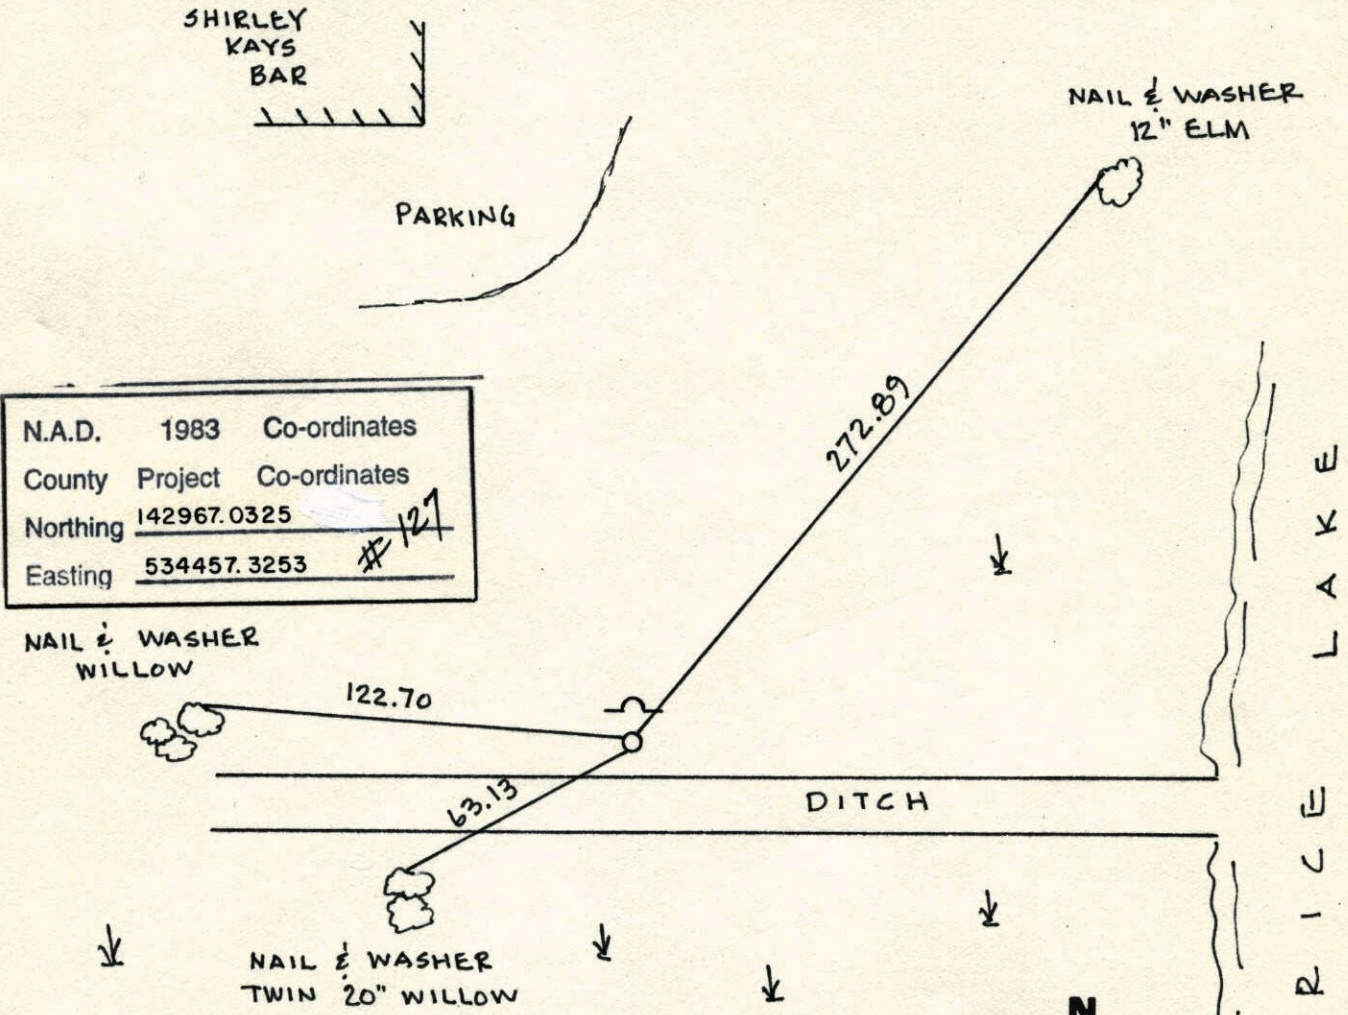 SHIRLEY
KAYS
BAR
NAIL & WASHER
12" ELM
PARKING
272.89
N.A.D. 1983 Co-ordinates
County Project Co-ordinates
Northing 142967.0325
Easting 534457.3253
#127
NAIL & WASHER
WILLOW
122.70
63.13
DITCH
RICE LAKE
NAIL & WASHER
TWIN 20" WILLOW
N